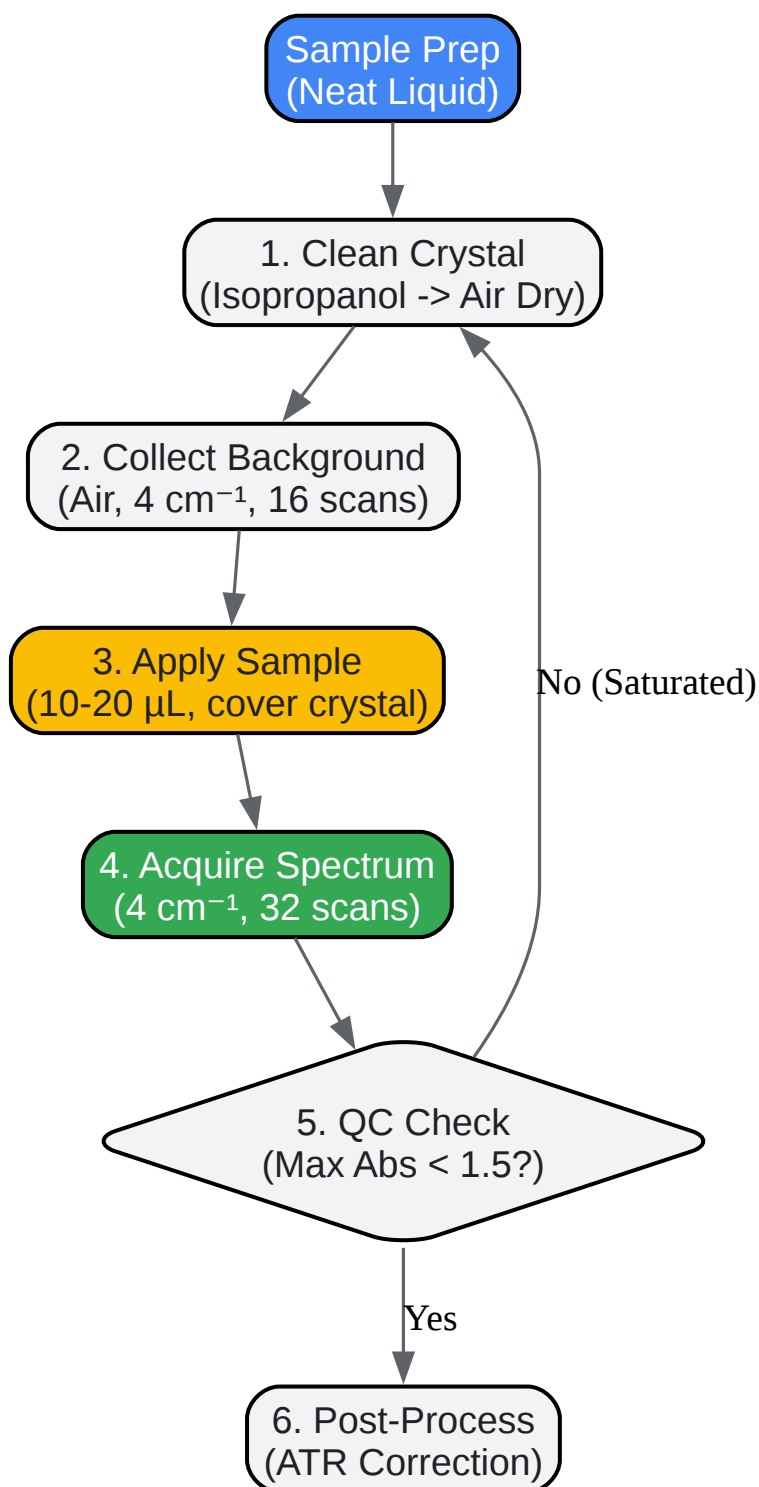 Sample Prep
(Neat Liquid)
1. Clean Crystal
(Isopropanol -> Air Dry)
2. Collect Background
(Air, 4 cm⁻¹, 16 scans)
3. Apply Sample
(10-20 µL, cover crystal)
No (Saturated)
4. Acquire Spectrum
(4 cm⁻¹, 32 scans)
5. QC Check
(Max Abs < 1.5?)
Yes
6. Post-Process
(ATR Correction)